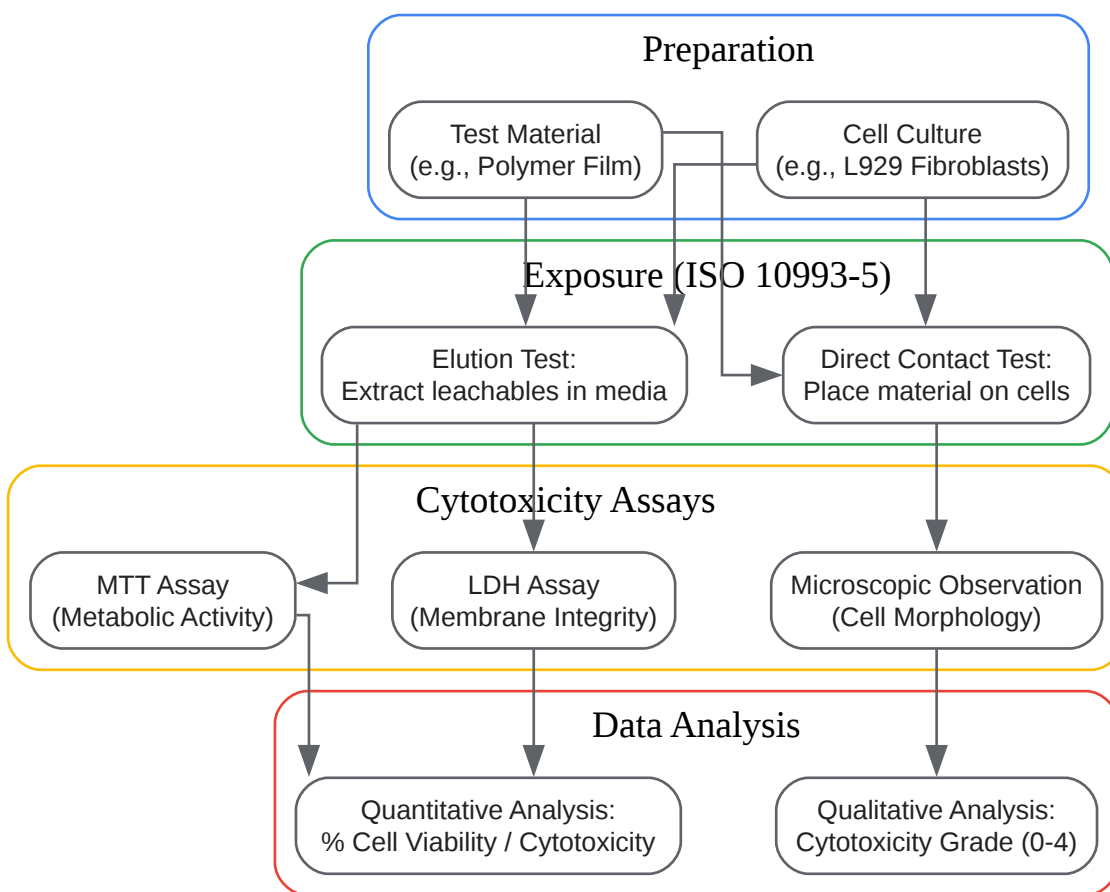 Preparation
Test Material
(e.g., Polymer Film)
Cell Culture
(e.g., L929 Fibroblasts)
Exposure (ISO 10993-5)
Elution Test:
Extract leachables in media
Direct Contact Test:
Place material on cells
Cytotoxicity Assays
MTT Assay
(Metabolic Activity)
LDH Assay
(Membrane Integrity)
Microscopic Observation
(Cell Morphology)
Data Analysis
Quantitative Analysis:
% Cell Viability / Cytotoxicity
Qualitative Analysis:
Cytotoxicity Grade (0-4)